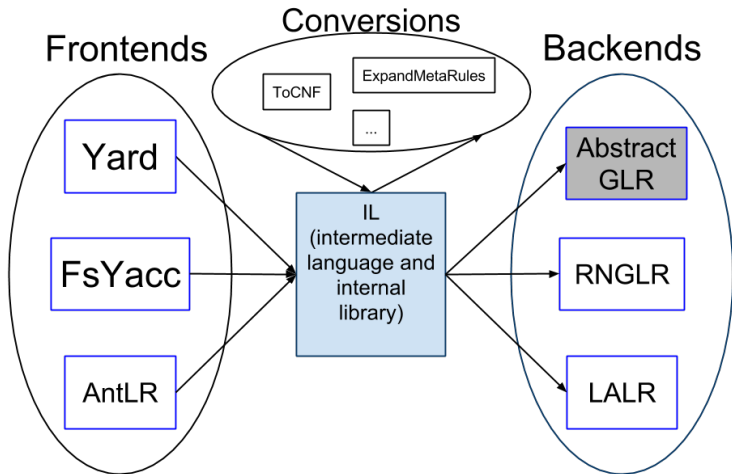 Frontends
Conversions
Backends
ToCNF
ExpandMetaRules
...
Yard
FsYacc
AntLR
IL
(intermediate
language and
internal
library)
Abstract
GLR
RNGLR
LALR